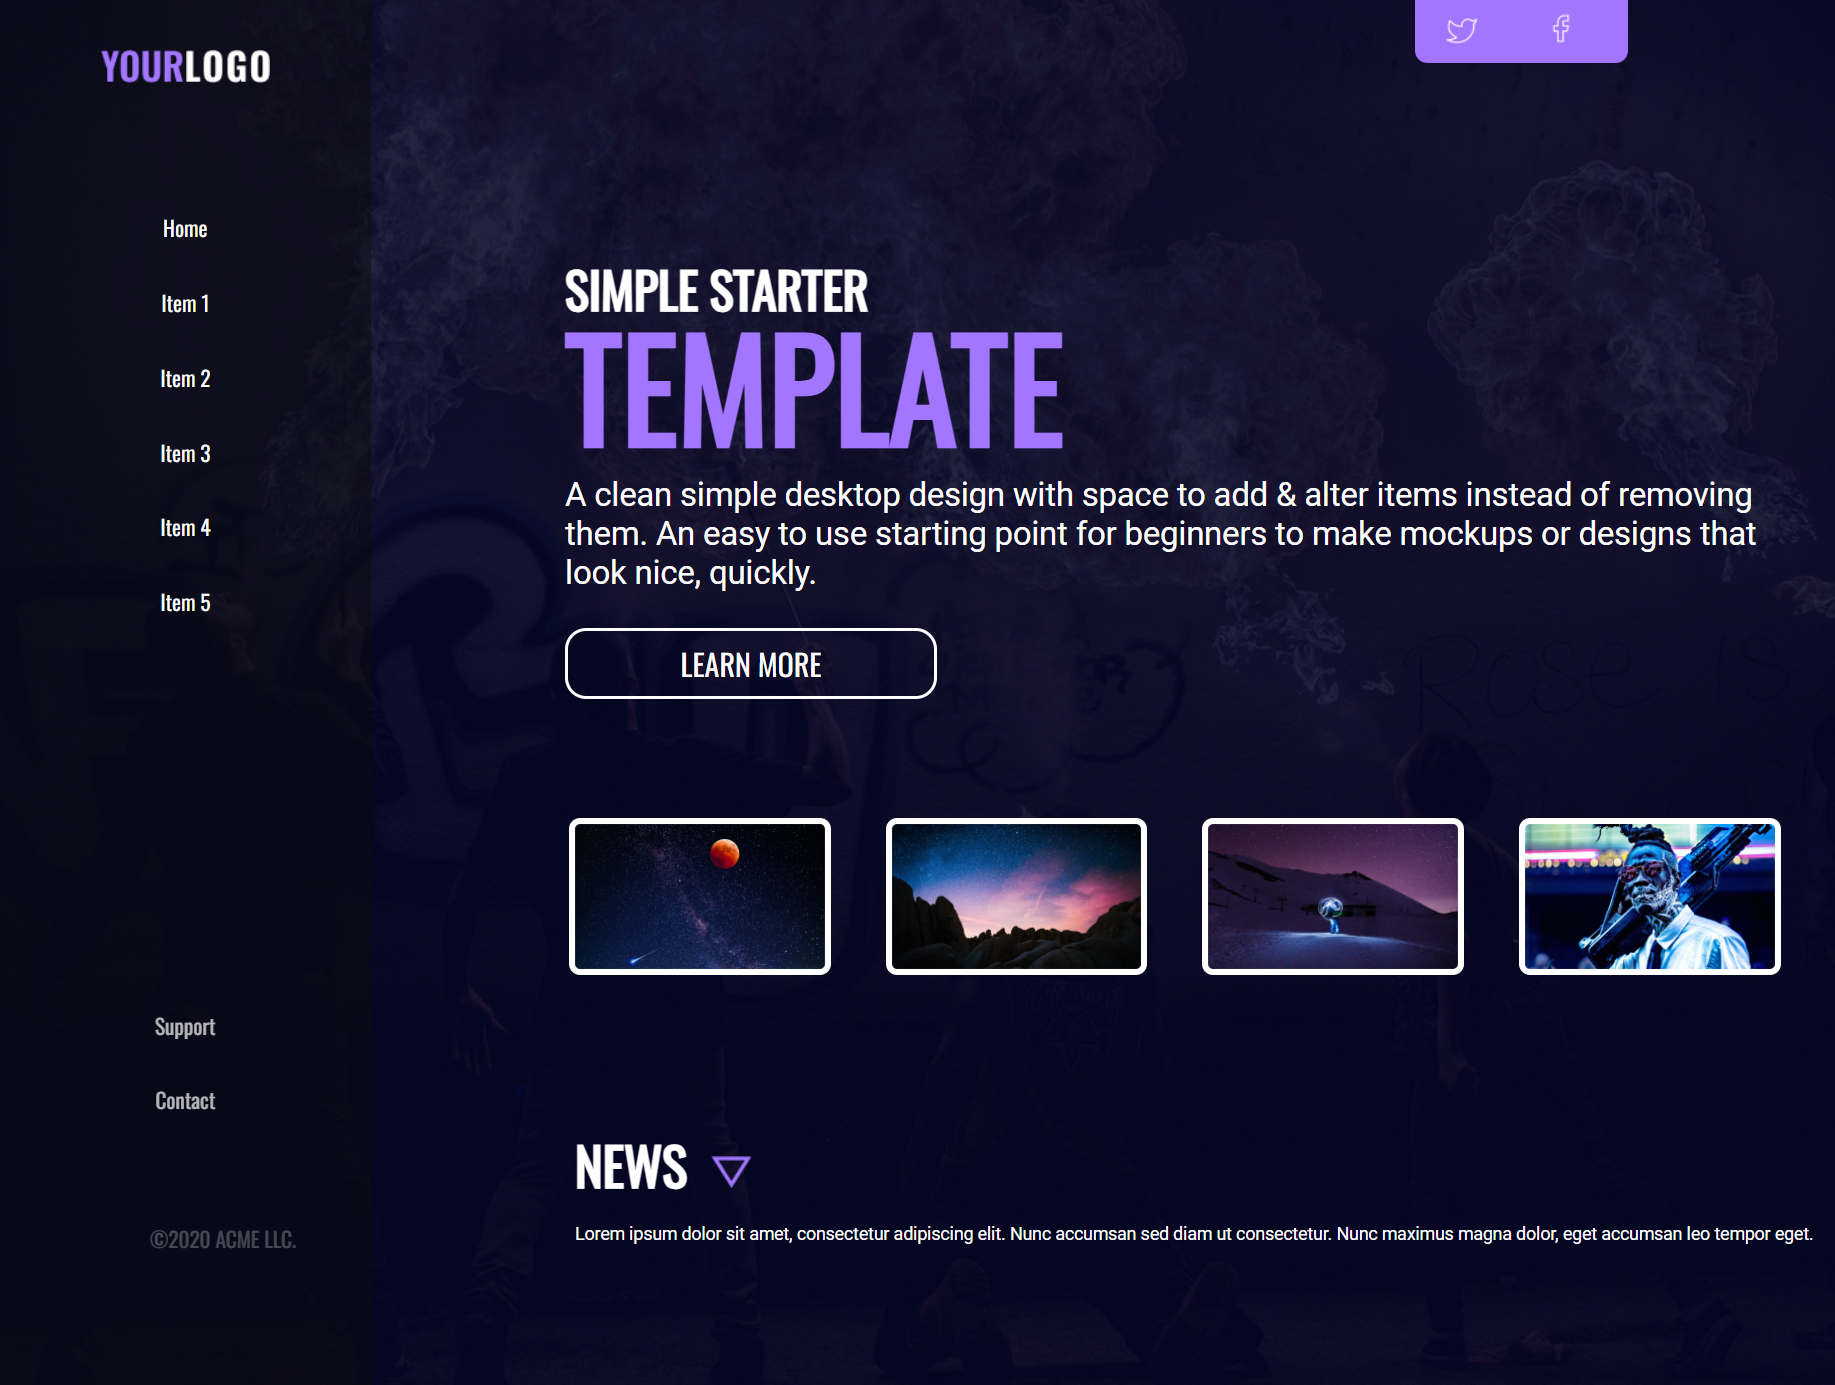 YOURLOGO
Home
Item 1
Item 2
Item 3
Item 4
Item 5
Support
Contact
©2020 ACME LLC.
SIMPLE STARTER
TEMPLATE
A clean simple desktop design with space to add & alter items instead of removing
them. An easy to use starting point for beginners to make mockups or designs that
look nice, quickly.
LEARN MORE
NEWS
Lorem ipsum dolor sit amet, consectetur adipiscing elit. Nunc accumsan sed diam ut consectetur. Nunc maximus magna dolor, eget accumsan leo tempor eget.
Rose is